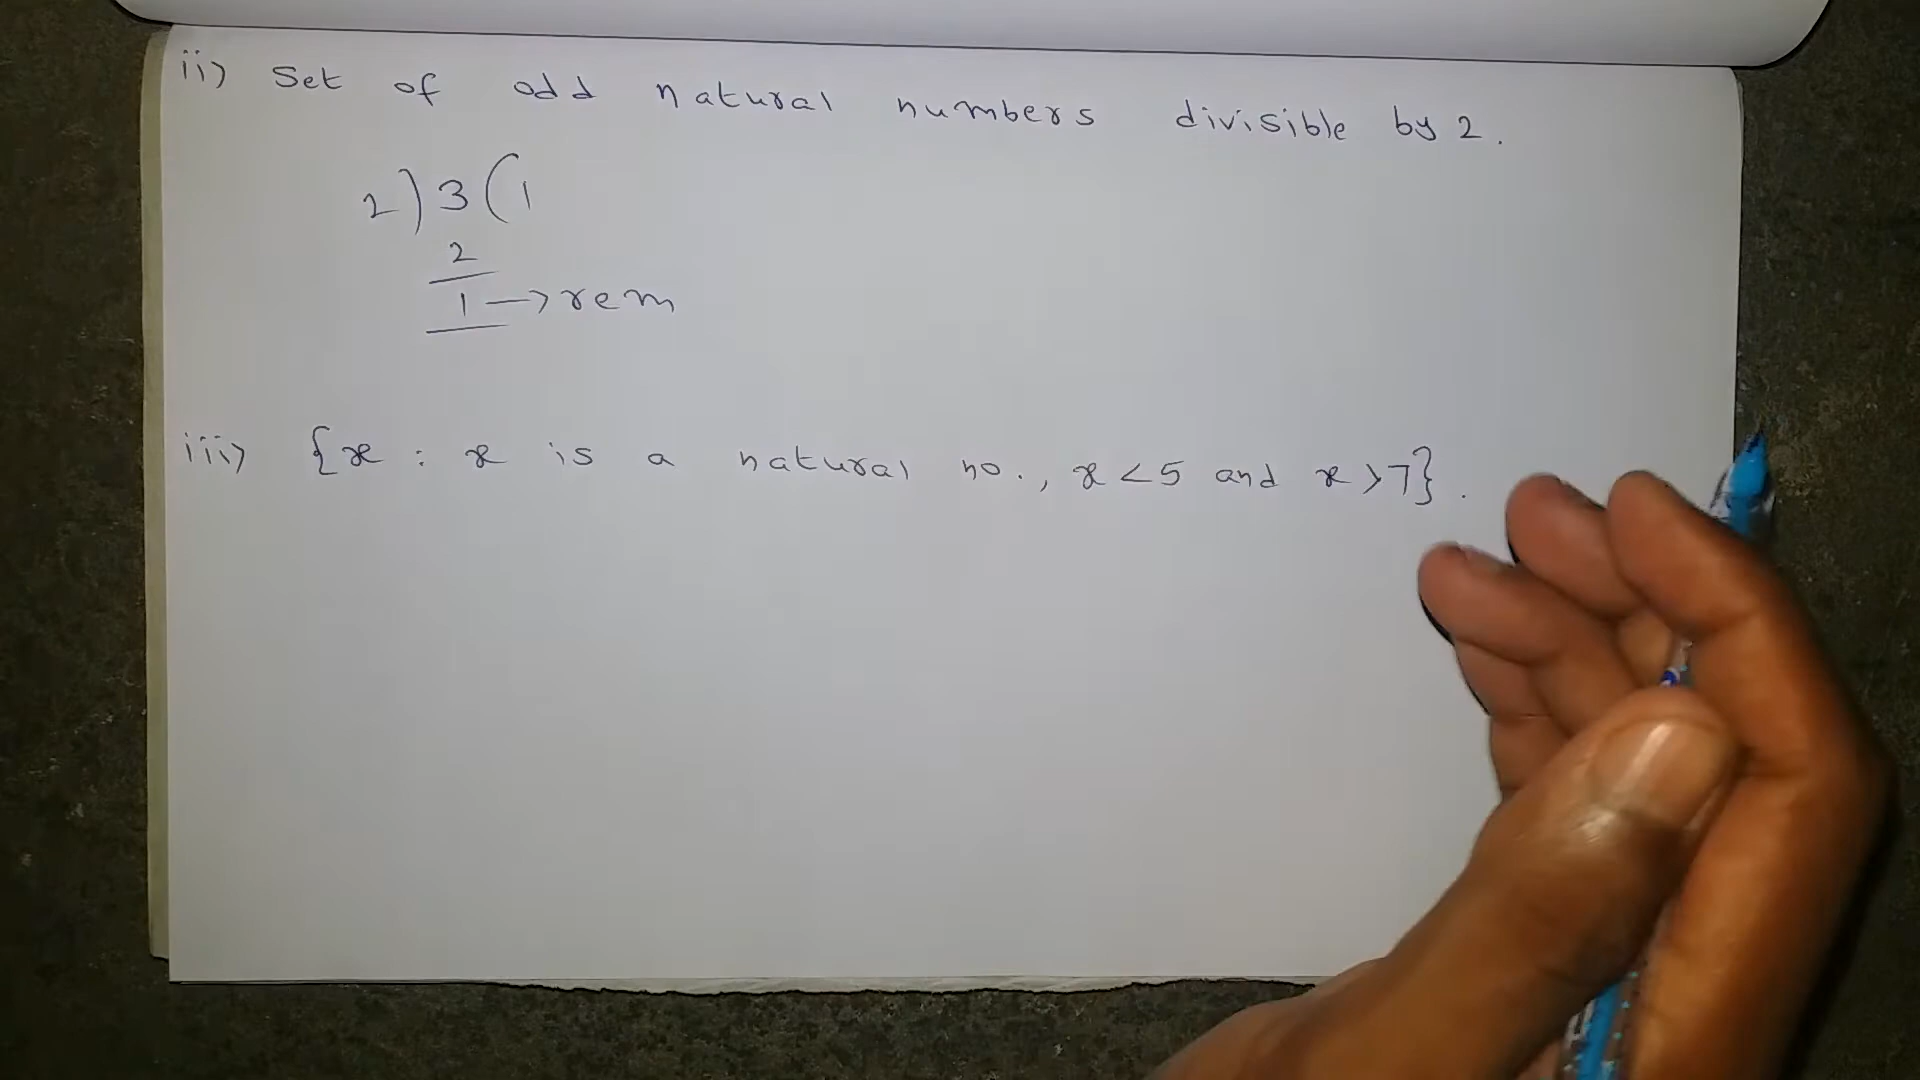 ii) Set of odd natural numbers divisible by 2.
2)3(1
2
1→rem
iii) {x : x is a natural no., x<5 and x>7}.